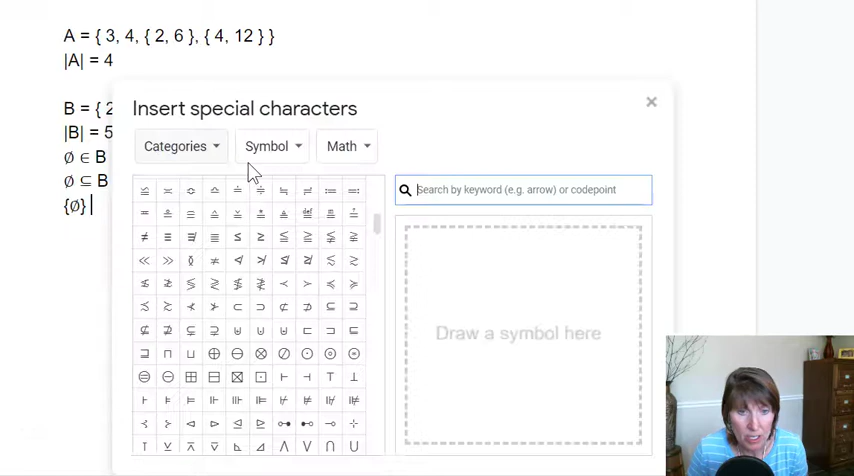 A = { 3, 4, { 2, 6 }, { 4, 12 } }
|A| = 4
B = { 2
|B| = 5
∅ ∈ B
∅ ⊆ B
{∅}
Insert special characters
Categories Symbol Math
Search by keyword (e.g. arrow) or codepoint
Draw a symbol here